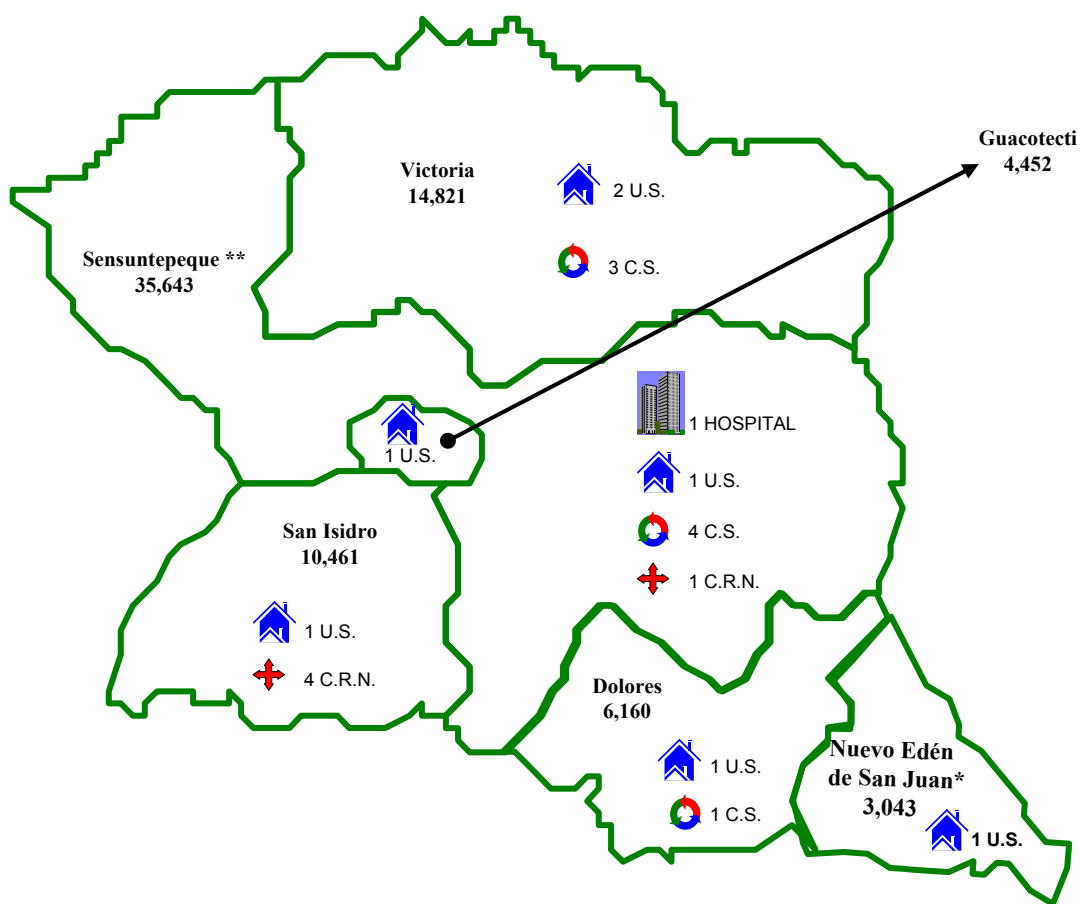 Guacotecti
4,452
Victoria
14,821
2 U.S.
3 C.S.
Sensuntepeque **
35,643
1 HOSPITAL
1 U.S.
4 C.S.
1 C.R.N.
1 U.S.
San Isidro
10,461
1 U.S.
4 C.R.N.
Dolores
6,160
1 U.S.
1 C.S.
Nuevo Edén
de San Juan*
3,043
1 U.S.